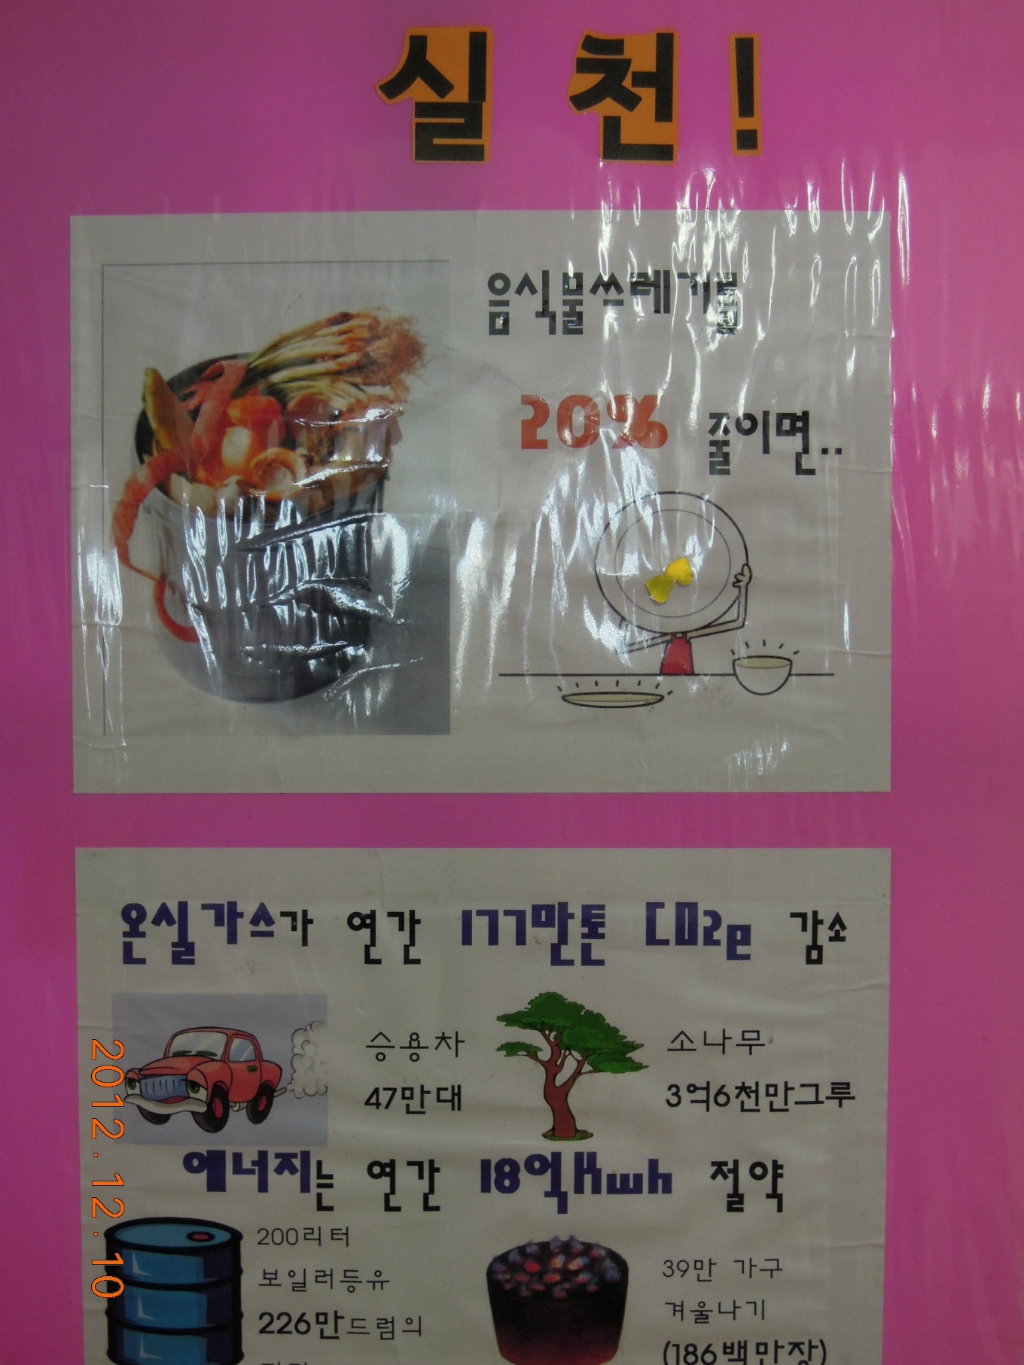 실천!
음식물쓰레기를
20% 줄이면..
온실가스가 연간 177만톤 CO2e 감소
승용차
47만대
소나무
3억6천만그루
에너지는 연간 18억Kwh 절약
200리터
보일러등유
226만드럼의
39만 가구
겨울나기
(186백만장)
2012.12.10